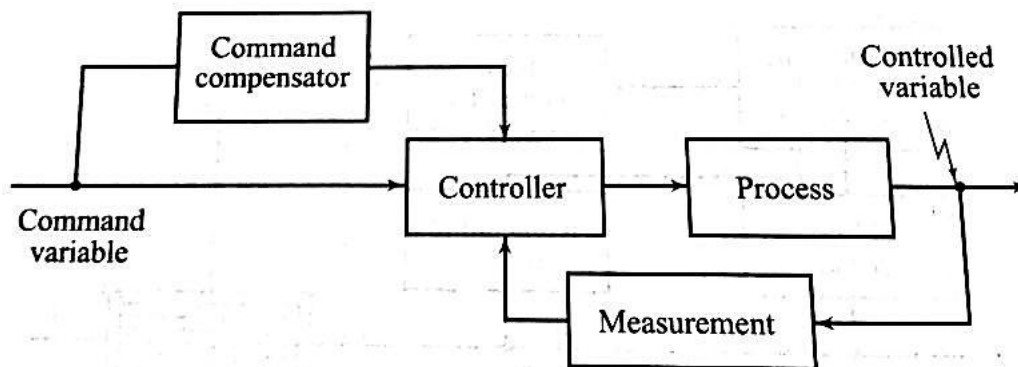 Command
compensator
Controlled
variable
Controller
Process
Command
variable
Measurement